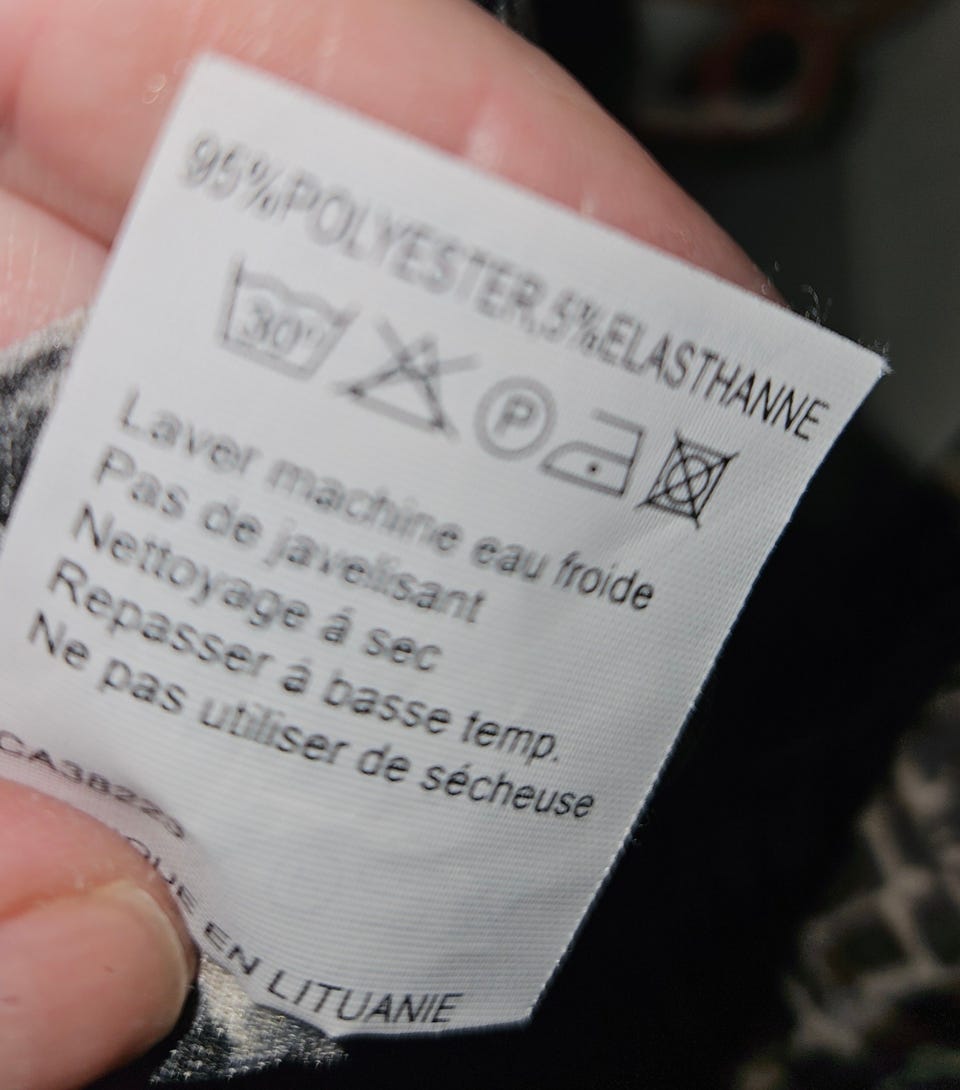 95%POLYESTER,5%ELASTHANNE
30°
P
Laver machine eau froide
Pas de javelisant
Nettoyage á sec
Repasser á basse temp.
Ne pas utiliser de sécheuse
EN LITUANIE